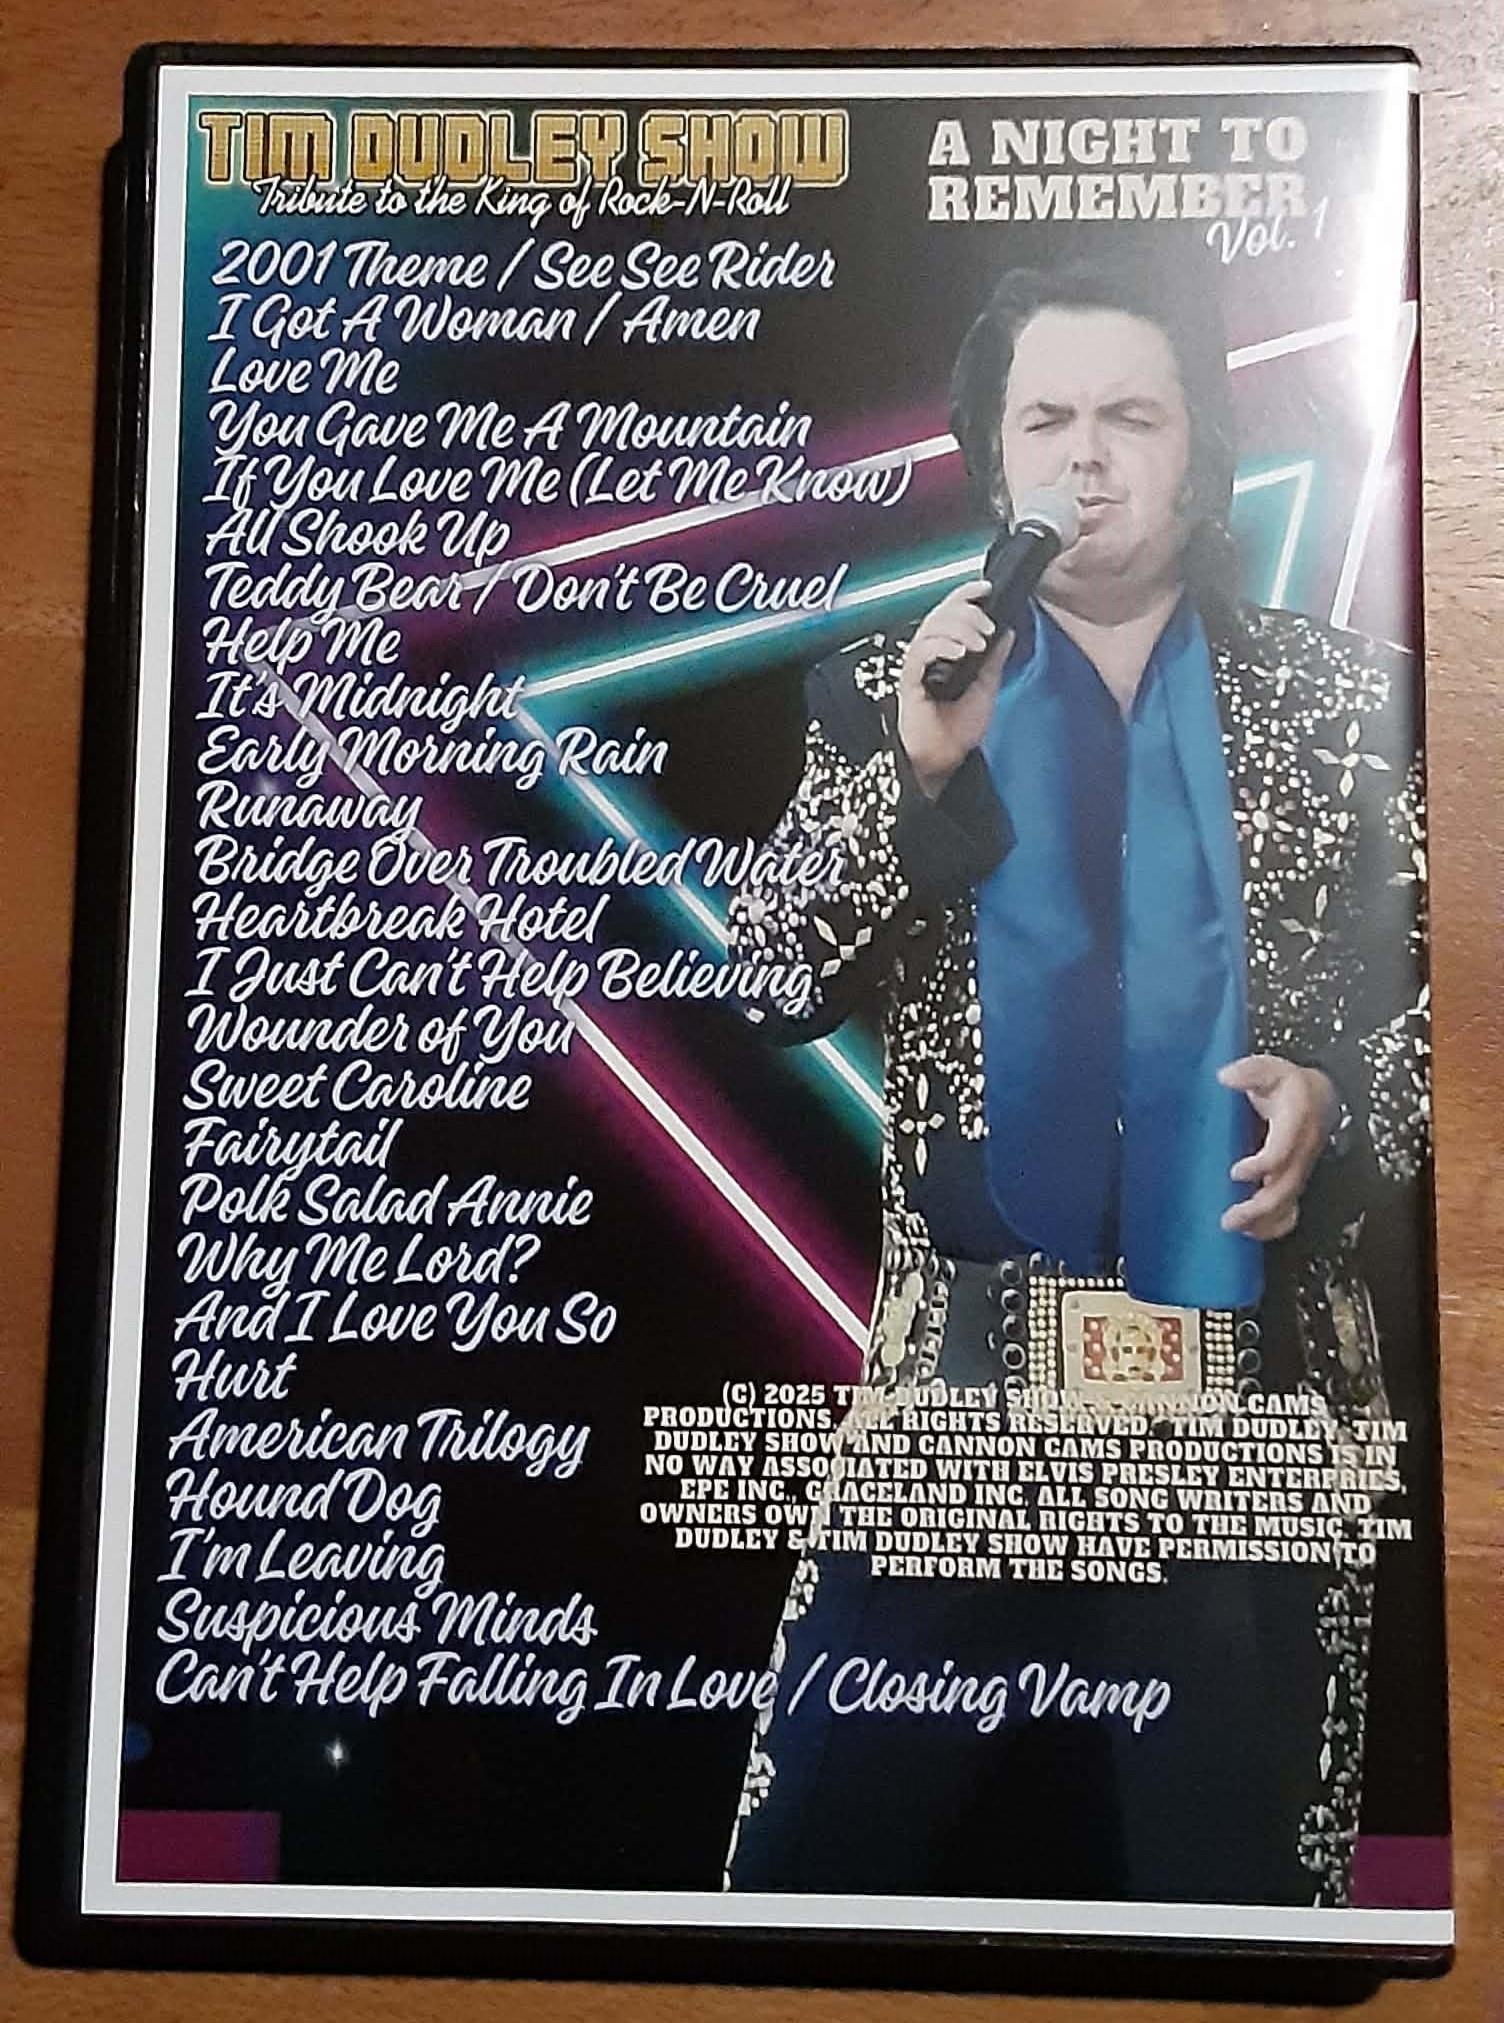 TIM DUDLEY SHOW
Tribute to the King of Rock-N-Roll
A NIGHT TO
REMEMBER
Vol. 1
2001 Theme / See See Rider
I Got A Woman / Amen
Love Me
You Gave Me A Mountain
If You Love Me (Let Me Know)
All Shook Up
Teddy Bear / Don't Be Cruel
Help Me
It's Midnight
Early Morning Rain
Runaway
Bridge Over Troubled Water
Heartbreak Hotel
I Just Can't Help Believing
Wounder of You
Sweet Caroline
Fairytail
Polk Salad Annie
Why Me Lord?
And I Love You So
Hurt
American Trilogy
Hound Dog
I'm Leaving
Suspicious Minds
Can't Help Falling In Love / Closing Vamp
(C) 2025 TIM DUDLEY SHOW & CANNON CAMS
PRODUCTIONS. ALL RIGHTS RESERVED. TIM DUDLEY, TIM
DUDLEY SHOW AND CANNON CAMS PRODUCTIONS IS IN
NO WAY ASSOCIATED WITH ELVIS PRESLEY ENTERPRIES,
EPE INC., GRACELAND INC. ALL SONG WRITERS AND
OWNERS OWN THE ORIGINAL RIGHTS TO THE MUSIC. TIM
DUDLEY & TIM DUDLEY SHOW HAVE PERMISSION TO
PERFORM THE SONGS.